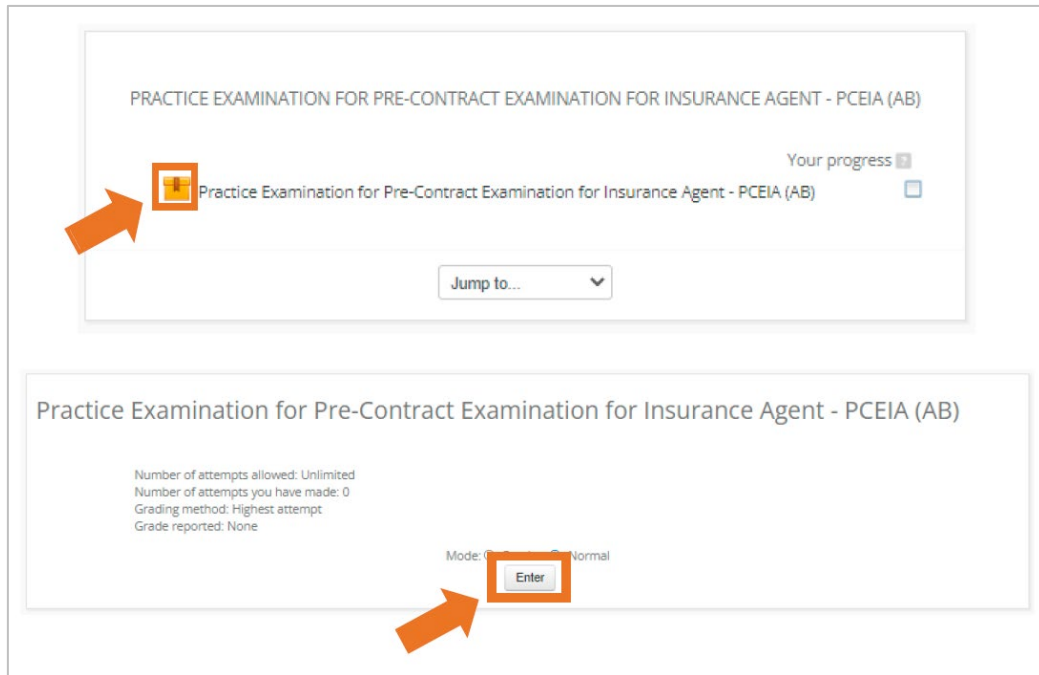 PRACTICE EXAMINATION FOR PRE-CONTRACT EXAMINATION FOR INSURANCE AGENT - PCEIA (AB)
Your progress
Practice Examination for Pre-Contract Examination for Insurance Agent - PCEIA (AB)
Jump to...
Practice Examination for Pre-Contract Examination for Insurance Agent - PCEIA (AB)
Number of attempts allowed: Unlimited
Number of attempts you have made: 0
Grading method: Highest attempt
Grade reported: None
Mode: Normal
Enter